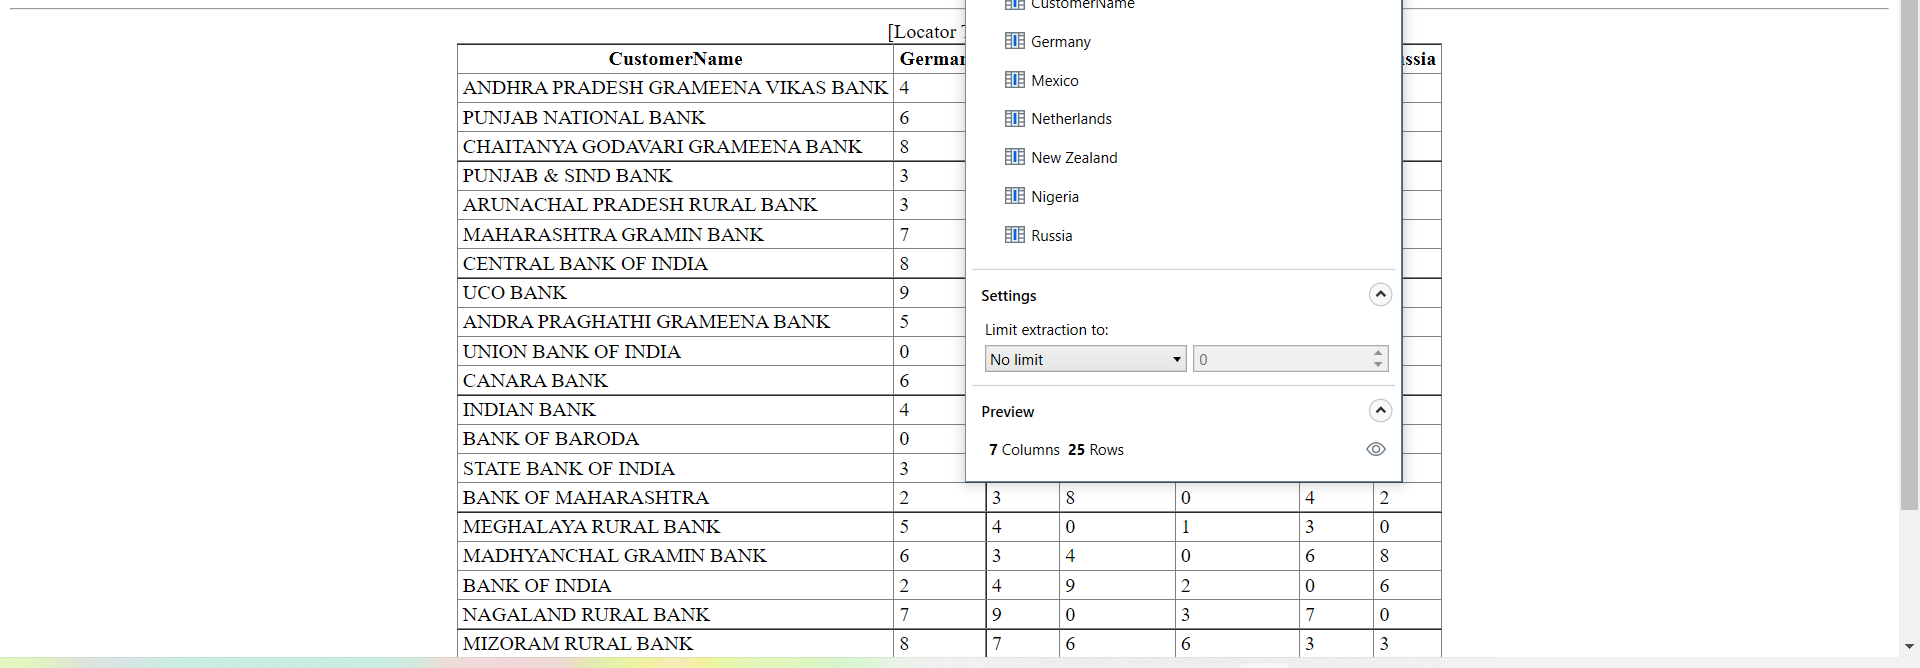 [Locator
CustomerName German ssia
ANDHRA PRADESH GRAMEENA VIKAS BANK 4
PUNJAB NATIONAL BANK 6
CHAITANYA GODAVARI GRAMEENA BANK 8
PUNJAB & SIND BANK 3
ARUNACHAL PRADESH RURAL BANK 3
MAHARASHTRA GRAMIN BANK 7
CENTRAL BANK OF INDIA 8
UCO BANK 9
ANDRA PRAGHATHI GRAMEENA BANK 5
UNION BANK OF INDIA 0
CANARA BANK 6
INDIAN BANK 4
BANK OF BARODA 0
STATE BANK OF INDIA 3
BANK OF MAHARASHTRA 2 3 8 0 4 2
MEGHALAYA RURAL BANK 5 4 0 1 3 0
MADHYANCHAL GRAMIN BANK 6 3 4 0 6 8
BANK OF INDIA 2 4 9 2 0 6
NAGALAND RURAL BANK 7 9 0 3 7 0
MIZORAM RURAL BANK 8 7 6 6 3 3
CustomerName
Germany
Mexico
Netherlands
New Zealand
Nigeria
Russia
Settings
Limit extraction to:
No limit 0
Preview
7 Columns 25 Rows